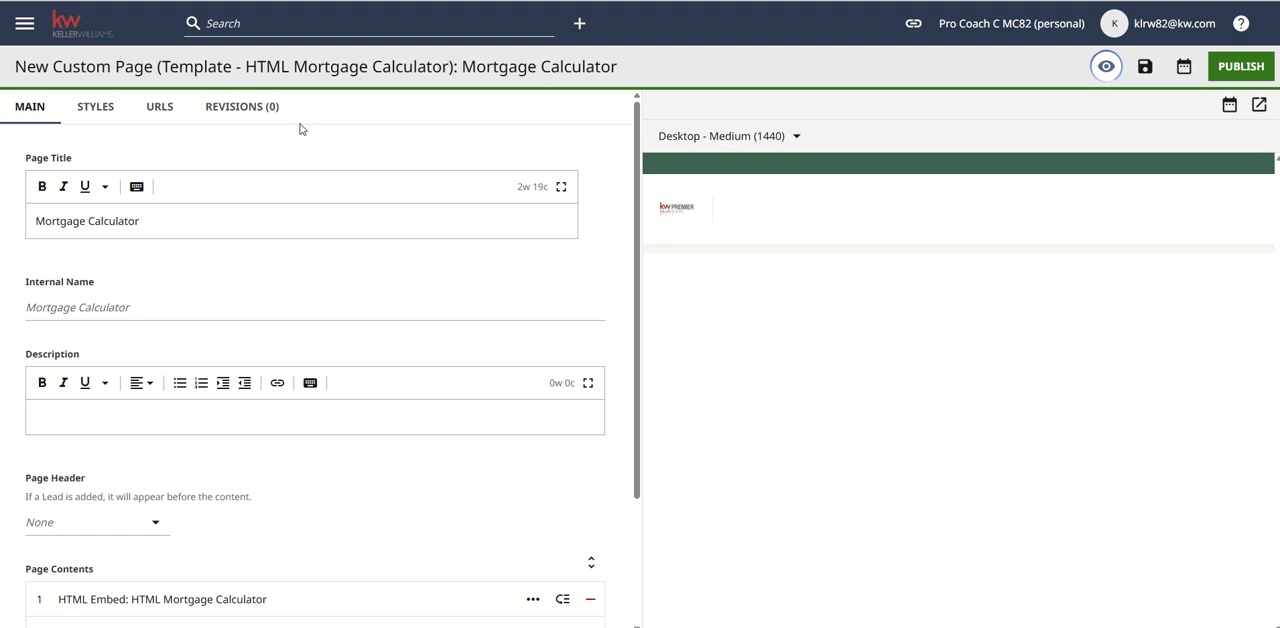 kw
KELLERWILLIAMS
Search
+
Pro Coach C MC82 (personal)
K
klrw82@kw.com
?
New Custom Page (Template - HTML Mortgage Calculator): Mortgage Calculator
PUBLISH
MAIN
STYLES
URLS
REVISIONS (0)
Desktop - Medium (1440)
Page Title
B I U
2w 19c
Mortgage Calculator
kw PREMIER
Internal Name
Mortgage Calculator
Description
B I U
0w 0c
Page Header
If a Lead is added, it will appear before the content.
None
Page Contents
1 HTML Embed: HTML Mortgage Calculator